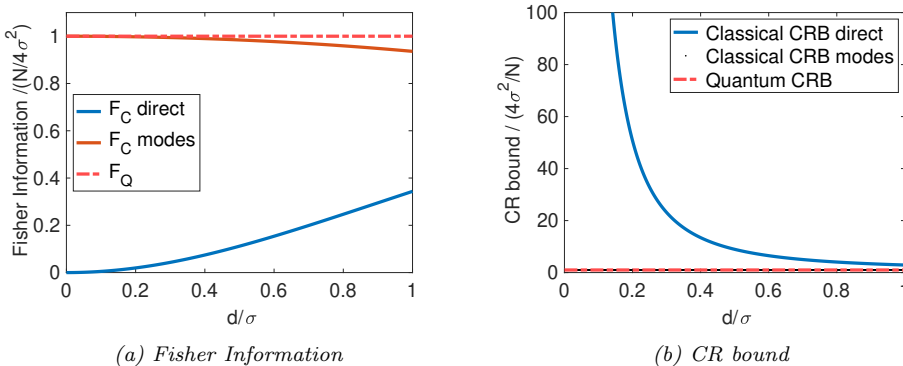 Fisher Information /(N/4σ²)
1
0.8
0.6
0.4
0.2
0
F_C direct
F_C modes
F_Q
0 0.2 0.4 0.6 0.8 1
d/σ
(a) Fisher Information
CR bound / (4σ²/N)
100
80
60
40
20
0
Classical CRB direct
Classical CRB modes
Quantum CRB
0 0.2 0.4 0.6 0.8 1
d/σ
(b) CR bound